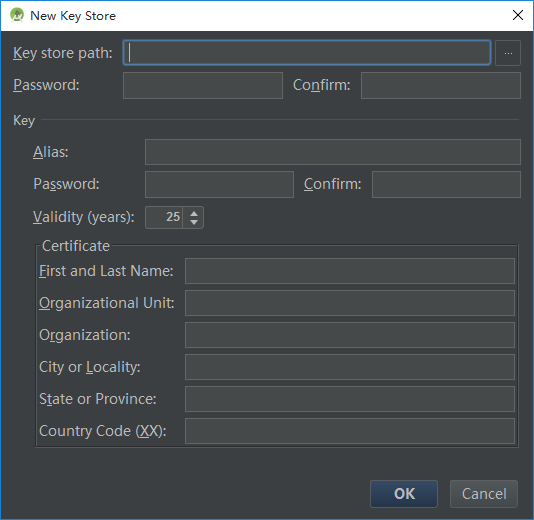 New Key Store
Key store path:
...
Password: Confirm:
Key
Alias:
Password: Confirm:
Validity (years): 25
Certificate
First and Last Name:
Organizational Unit:
Organization:
City or Locality:
State or Province:
Country Code (XX):
OK Cancel